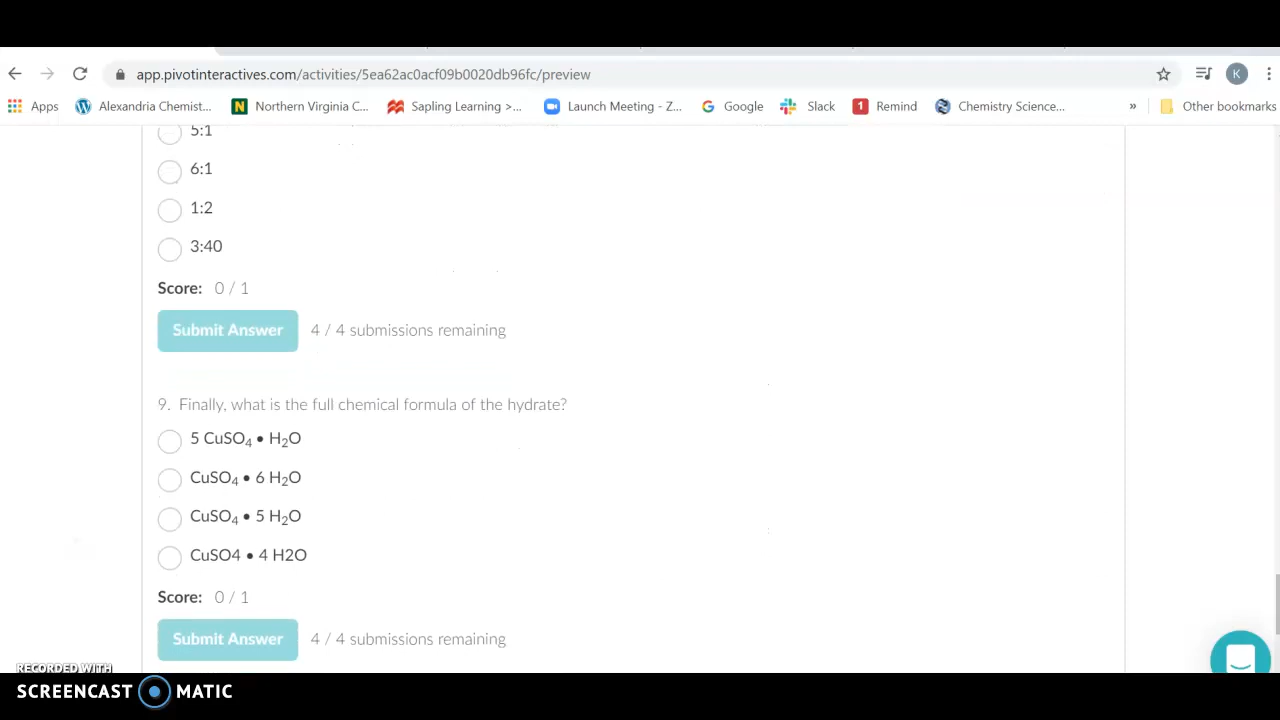 app.pivotinteractives.com/activities/5ea62ac0acf09b0020db96fc/preview
K
Apps Alexandria Chemist... Northern Virginia C... Sapling Learning >... Launch Meeting - Z... Google Slack 1 Remind Chemistry Science... » Other bookmarks
5:1
6:1
1:2
3:40
Score: 0 / 1
Submit Answer 4 / 4 submissions remaining
9. Finally, what is the full chemical formula of the hydrate?
5 CuSO₄ • H₂O
CuSO₄ • 6 H₂O
CuSO₄ • 5 H₂O
CuSO4 • 4 H2O
Score: 0 / 1
Submit Answer 4 / 4 submissions remaining
RECORDED WITH
SCREENCAST MATIC